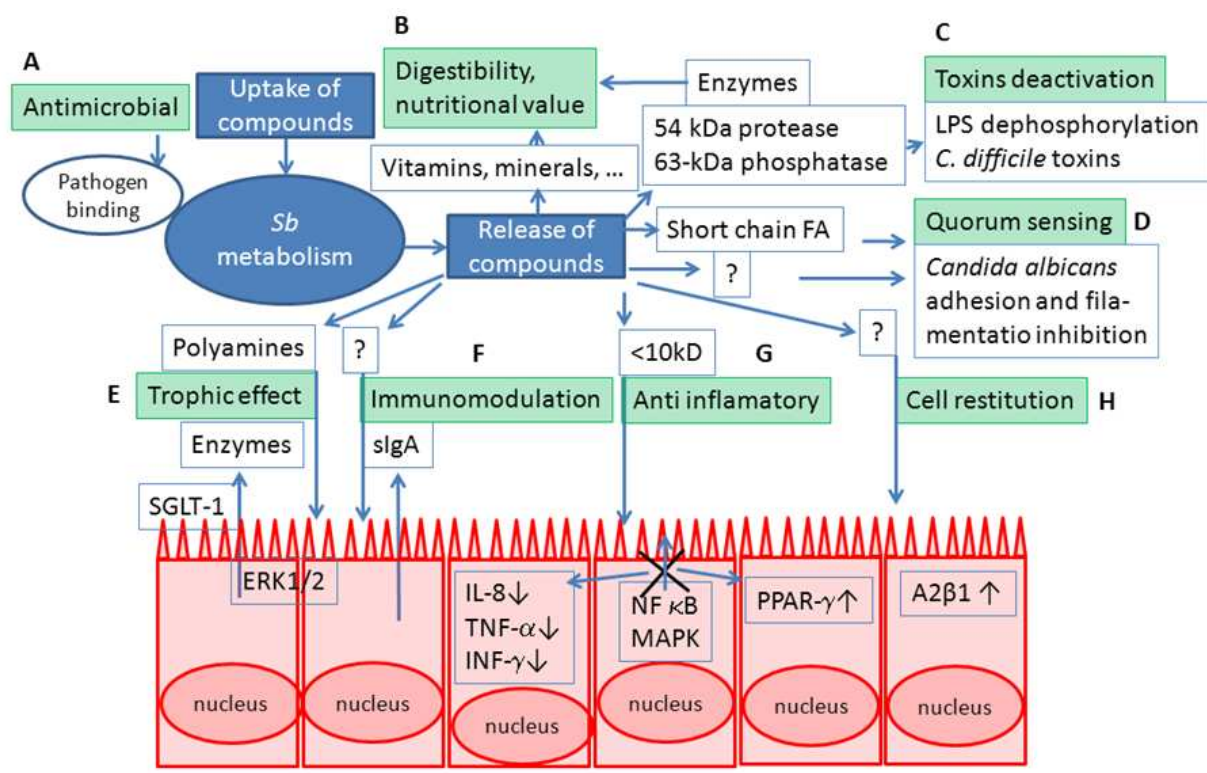 A
Antimicrobial
Pathogen
binding
Uptake of
compounds
Sb
metabolism
B
Digestibility,
nutritional value
Vitamins, minerals, ...
Release of
compounds
Enzymes
54 kDa protease
63-kDa phosphatase
C
Toxins deactivation
LPS dephosphorylation
C. difficile toxins
Short chain FA
?
Quorum sensing
D
Candida albicans
adhesion and fila-
mentatio inhibition
Polyamines
E
Trophic effect
Enzymes
SGLT-1
ERK1/2
?
F
Immunomodulation
sIgA
<10kD
G
Anti inflamatory
?
Cell restitution
H
IL-8↓
TNF-α↓
INF-γ↓
NF κB
MAPK
PPAR-γ↑
A2β1 ↑
nucleus
nucleus
nucleus
nucleus
nucleus
nucleus